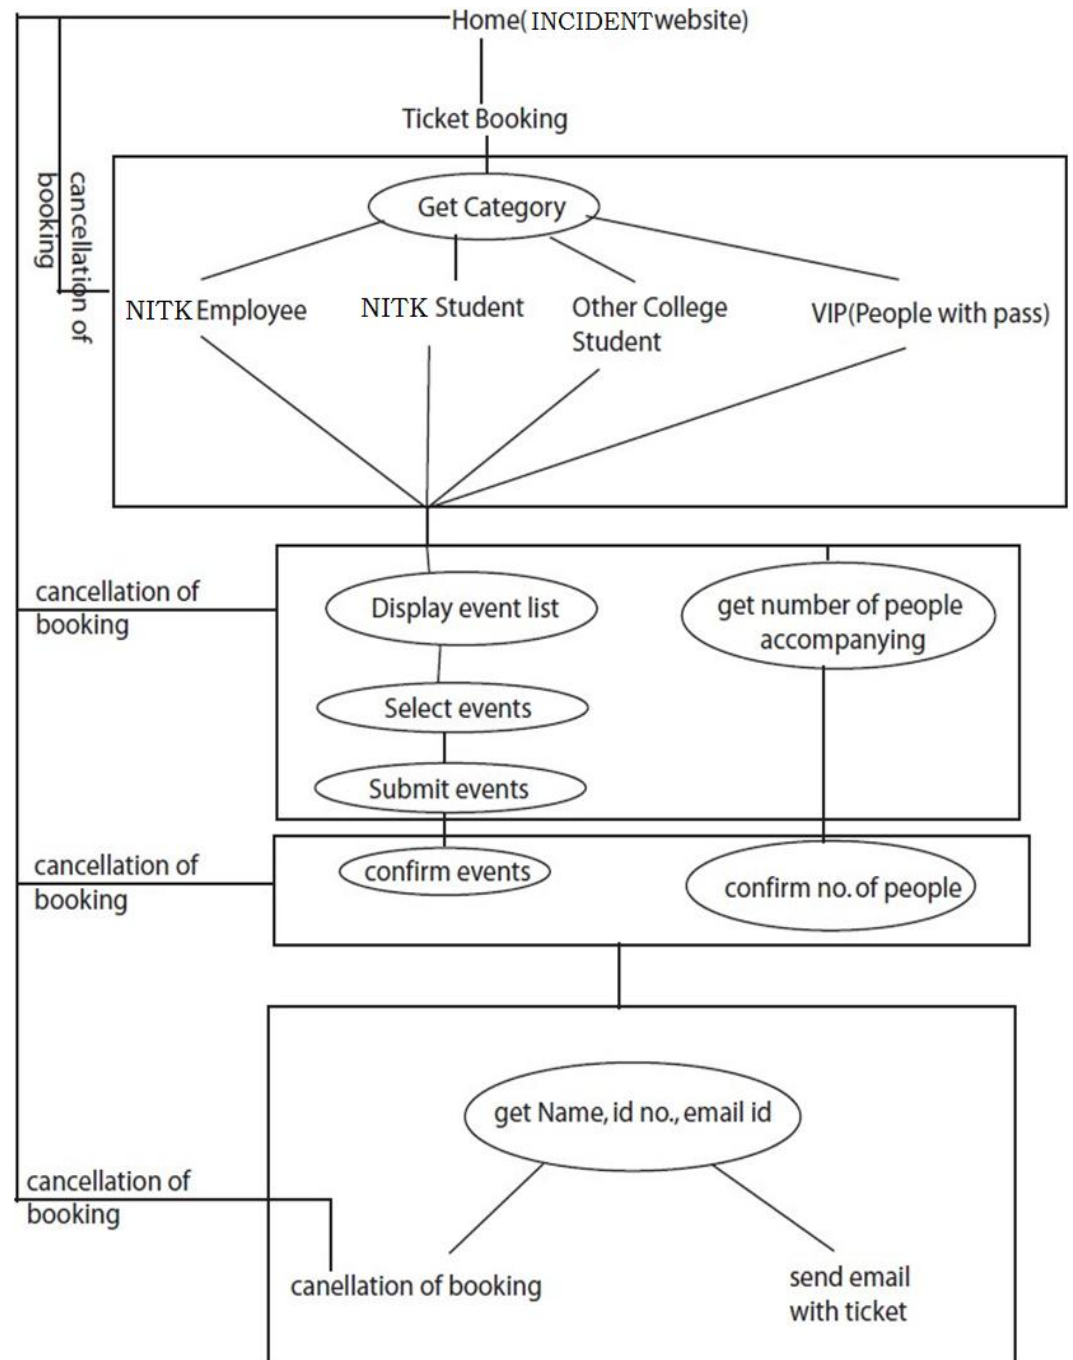 Home( INCIDENT website)
Ticket Booking
cancellation of
booking
Get Category
NITK Employee
NITK Student
Other College
Student
VIP(People with pass)
cancellation of
booking
Display event list
get number of people
accompanying
Select events
Submit events
cancellation of
booking
confirm events
confirm no. of people
get Name, id no., email id
cancellation of
booking
canellation of booking
send email
with ticket